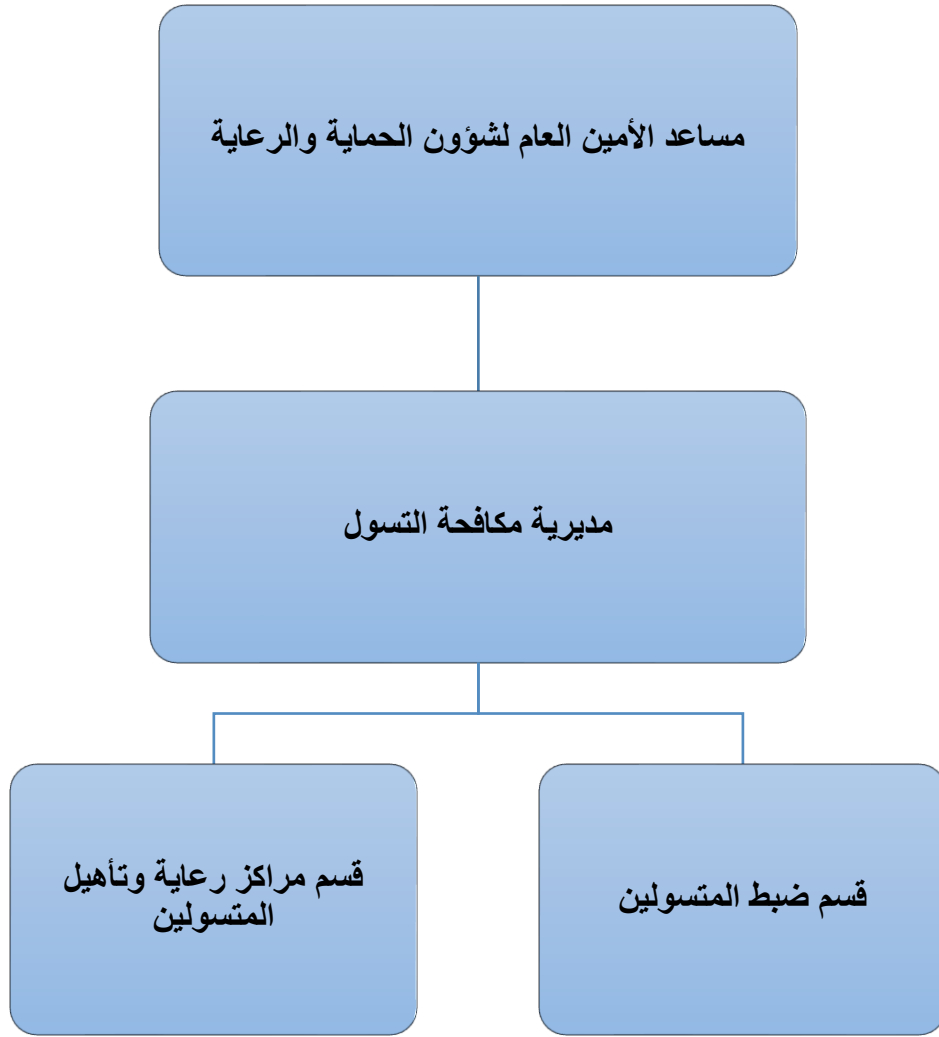 مساعد الأمين العام لشؤون الحماية والرعاية
مديرية مكافحة التسول
قسم ضبط المتسولين
قسم مراكز رعاية وتأهيل
المتسولين